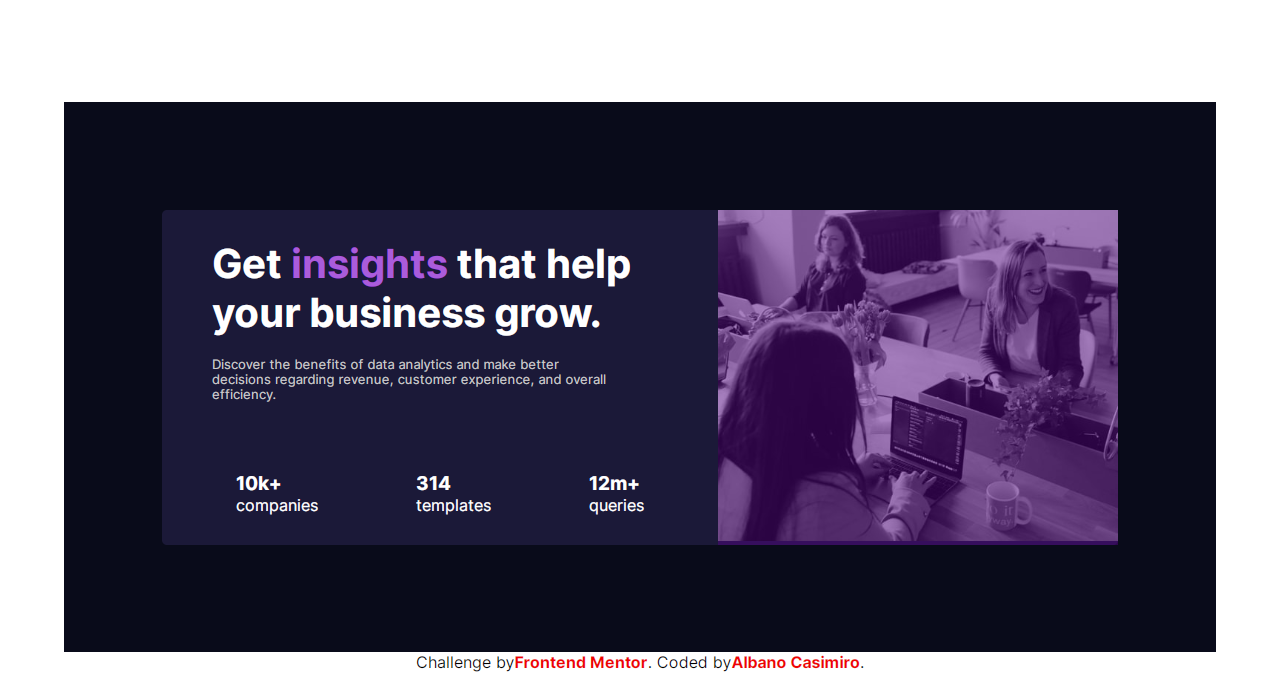 Get insights that help
your business grow.
Discover the benefits of data analytics and make better
decisions regarding revenue, customer experience, and overall
efficiency.
10k+ 314 12m+
companies templates queries
Challenge byFrontend Mentor. Coded byAlbano Casimiro.